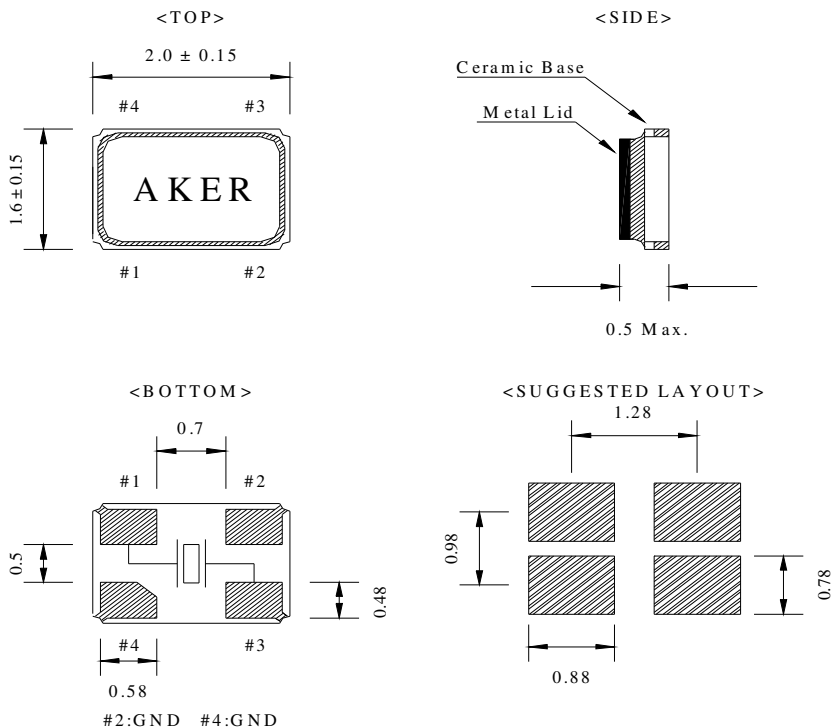 <TOP>
2.0 ± 0.15
#4 #3
1.6 ± 0.15
AKER
#1 #2
<SIDE>
Ceramic Base
Metal Lid
0.5 Max.
<BOTTOM>
0.7
#1 #2
0.5
0.48
#4 #3
0.58
#2:GND #4:GND
<SUGGESTED LAYOUT>
1.28
0.98
0.78
0.88